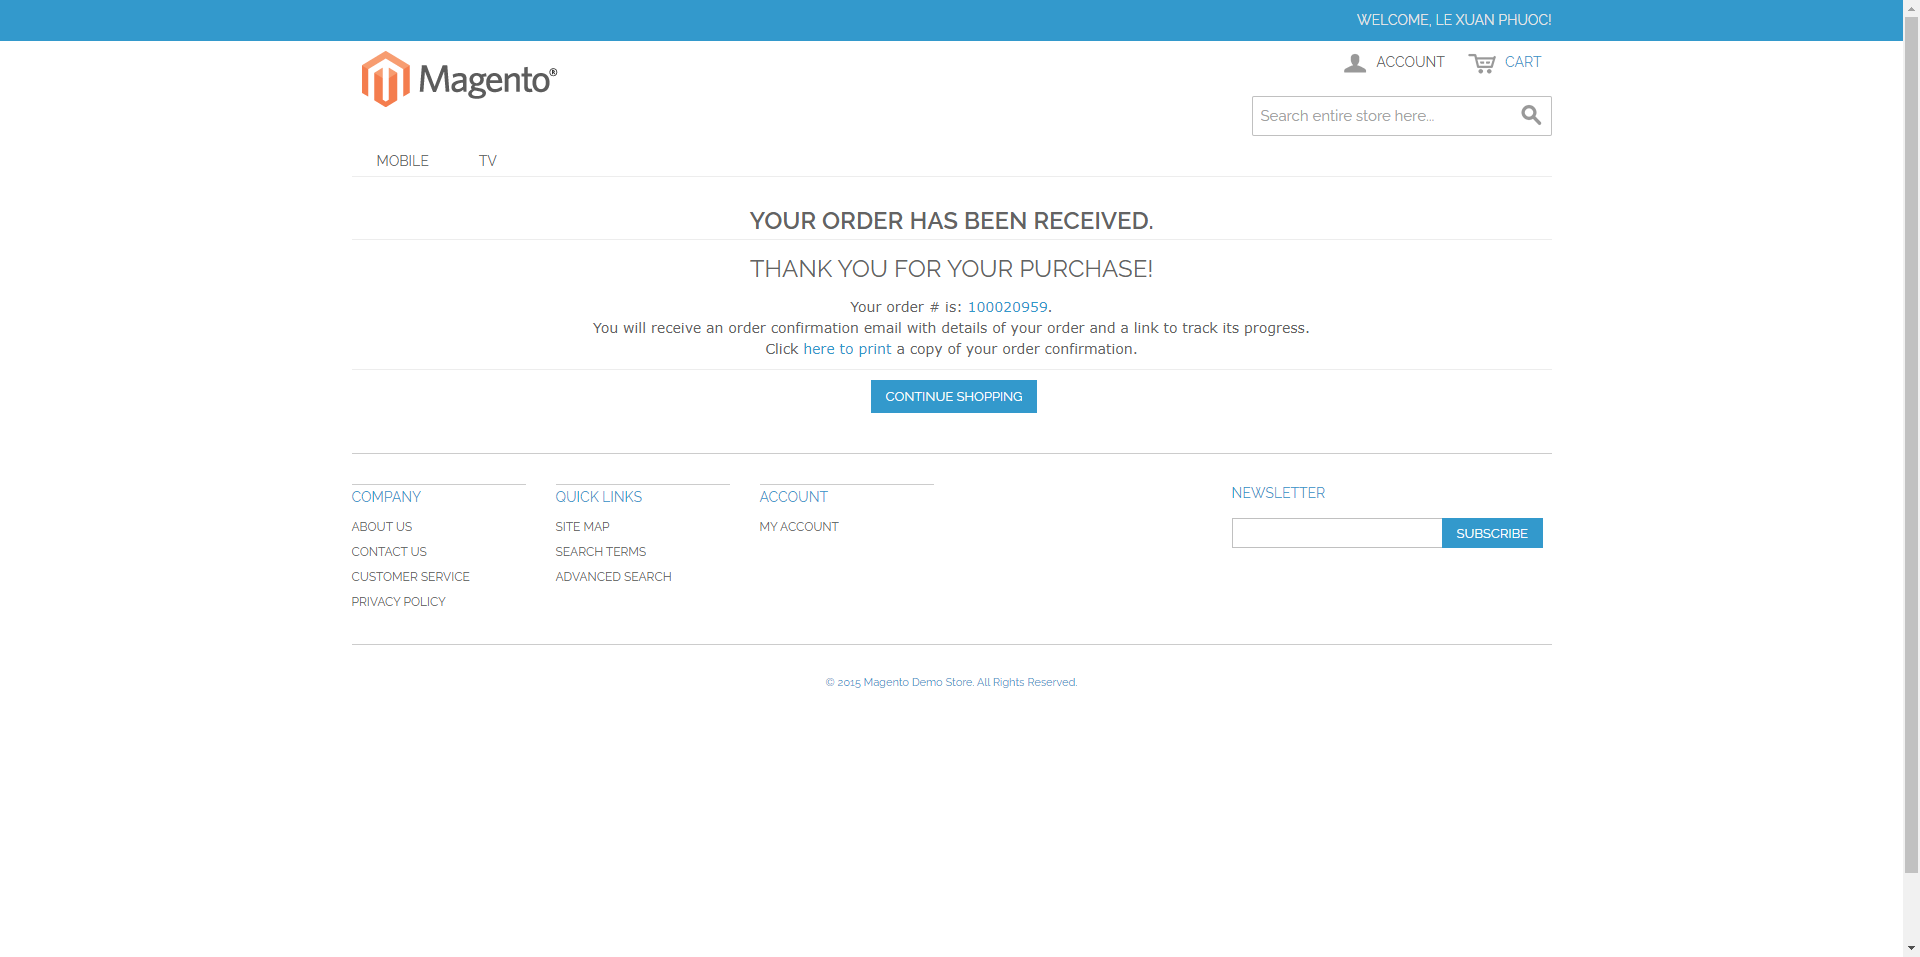 WELCOME, LE XUAN PHUOC!
Magento®
ACCOUNT
CART
Search entire store here...
MOBILE
TV
YOUR ORDER HAS BEEN RECEIVED.
THANK YOU FOR YOUR PURCHASE!
Your order # is: 100020959.
You will receive an order confirmation email with details of your order and a link to track its progress.
Click here to print a copy of your order confirmation.
CONTINUE SHOPPING
COMPANY
ABOUT US
CONTACT US
CUSTOMER SERVICE
PRIVACY POLICY
QUICK LINKS
SITE MAP
SEARCH TERMS
ADVANCED SEARCH
ACCOUNT
MY ACCOUNT
NEWSLETTER
SUBSCRIBE
© 2015 Magento Demo Store. All Rights Reserved.